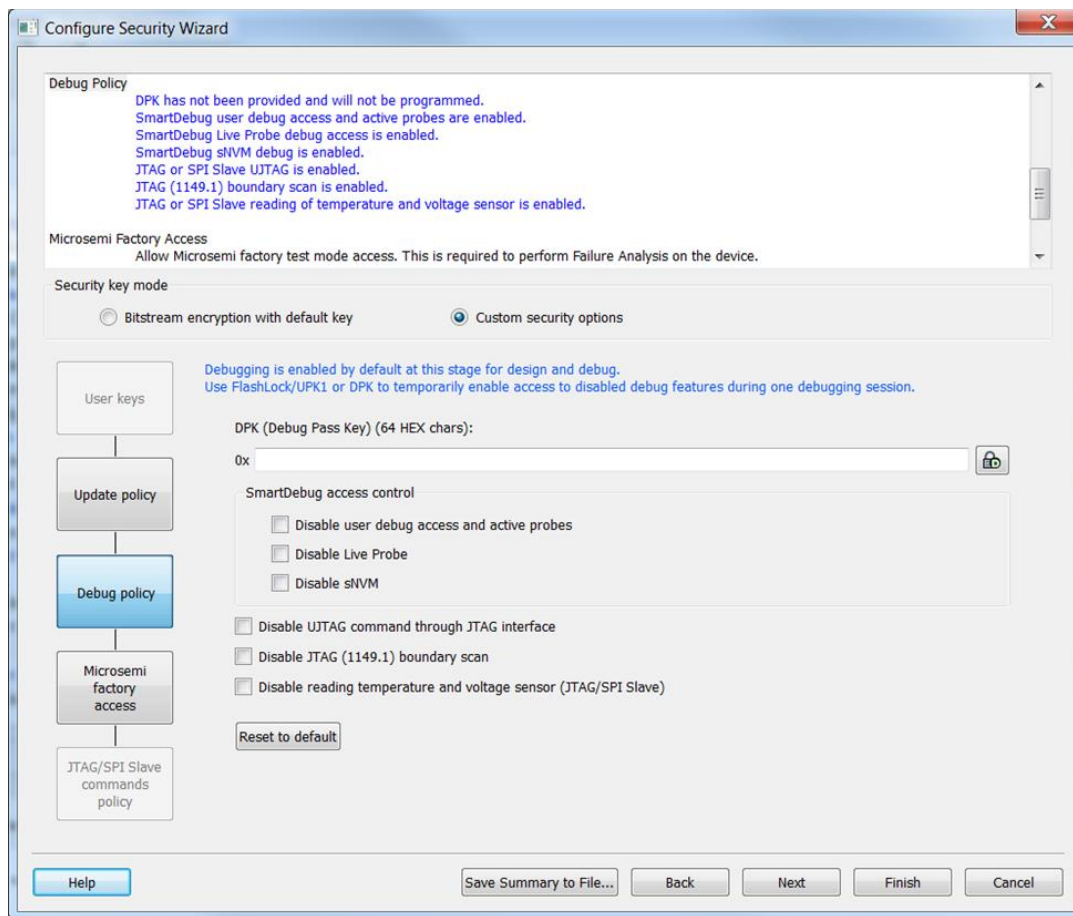 Configure Security Wizard
Debug Policy
DPK has not been provided and will not be programmed.
SmartDebug user debug access and active probes are enabled.
SmartDebug Live Probe debug access is enabled.
SmartDebug sNVM debug is enabled.
JTAG or SPI Slave UJTAG is enabled.
JTAG (1149.1) boundary scan is enabled.
JTAG or SPI Slave reading of temperature and voltage sensor is enabled.
Microsemi Factory Access
Allow Microsemi factory test mode access. This is required to perform Failure Analysis on the device.
Security key mode
Bitstream encryption with default key
Custom security options
User keys
Update policy
Debug policy
Microsemi
factory
access
JTAG/SPI Slave
commands
policy
Debugging is enabled by default at this stage for design and debug.
Use FlashLock/UPK1 or DPK to temporarily enable access to disabled debug features during one debugging session.
DPK (Debug Pass Key) (64 HEX chars):
0x
SmartDebug access control
Disable user debug access and active probes
Disable Live Probe
Disable sNVM
Disable UJTAG command through JTAG interface
Disable JTAG (1149.1) boundary scan
Disable reading temperature and voltage sensor (JTAG/SPI Slave)
Reset to default
Help
Save Summary to File...
Back
Next
Finish
Cancel